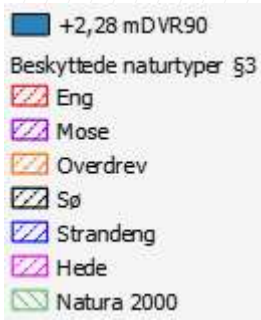 +2,28 mDVR90
Beskyttede naturtyper §3
Eng
Mose
Overdrev
Sø
Strandeng
Hede
Natura 2000